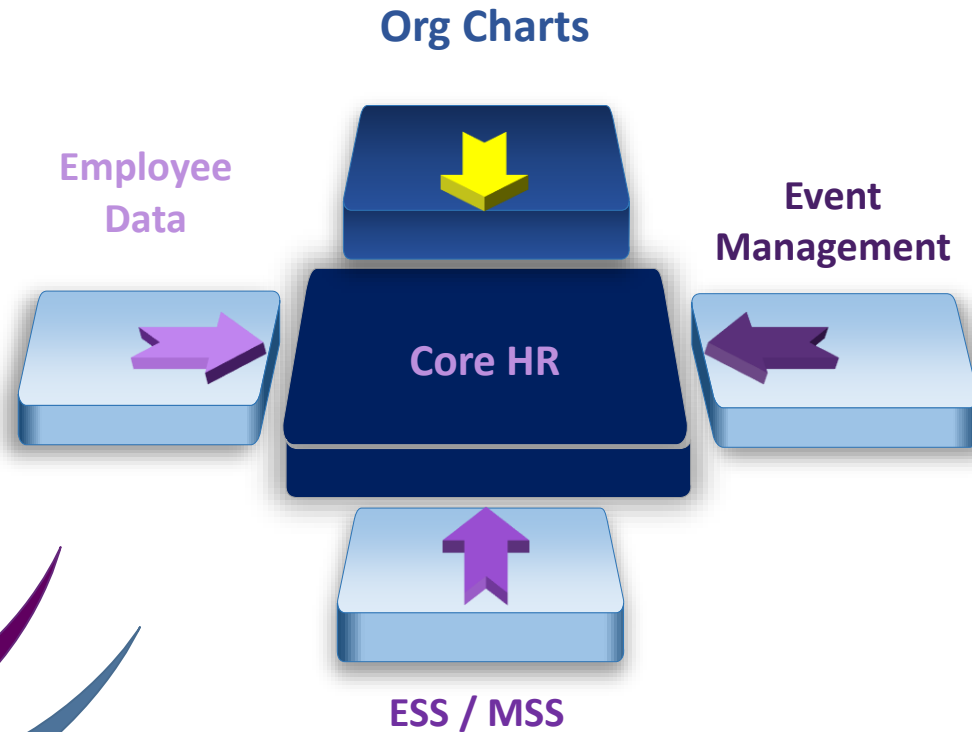 Org Charts
Employee
Data
Event
Management
Core HR
ESS / MSS